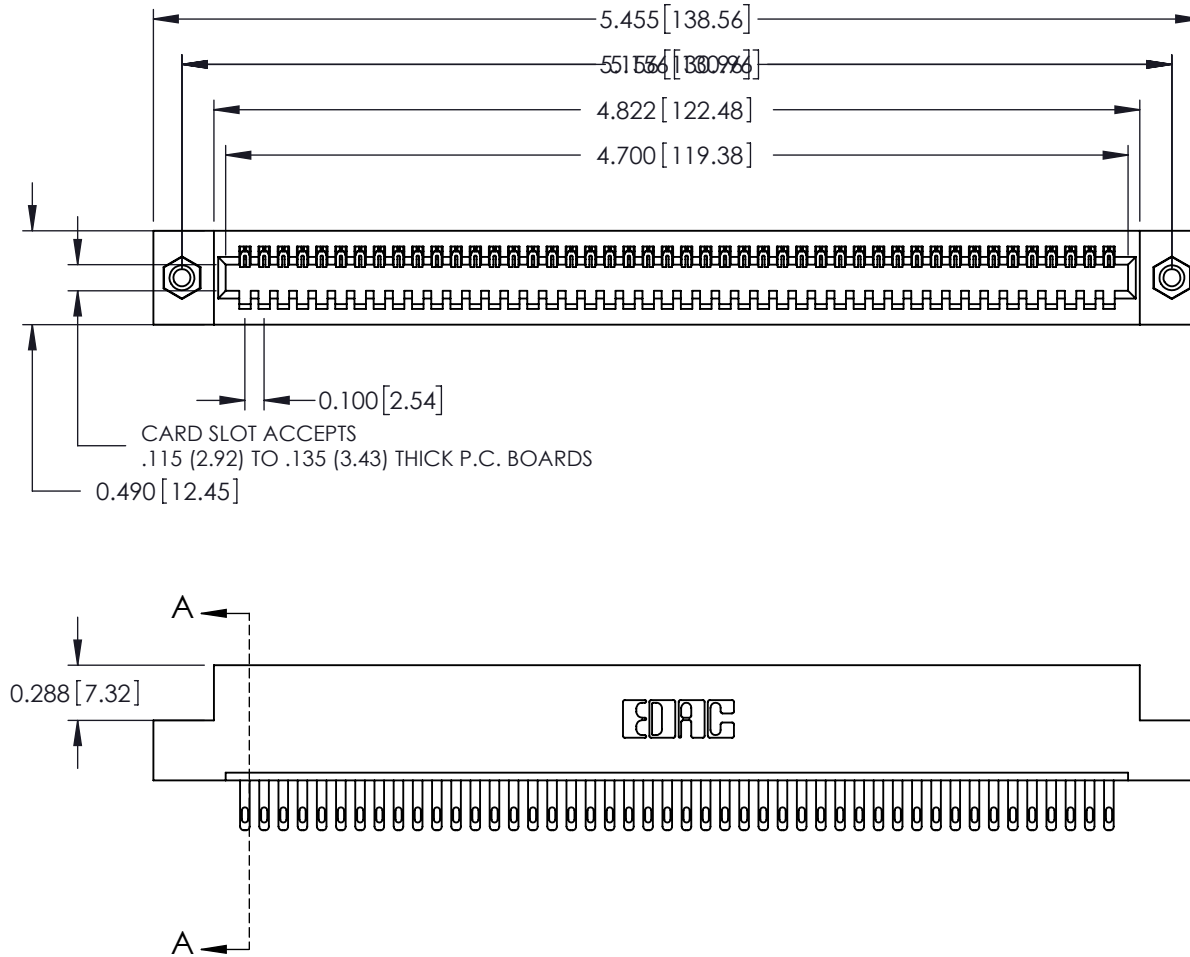 5.455[138.56]
4.822[122.48]
4.700[119.38]
0.100[2.54]
CARD SLOT ACCEPTS
.115 (2.92) TO .135 (3.43) THICK P.C. BOARDS
0.490[12.45]
A
0.288[7.32]
EDAC
A